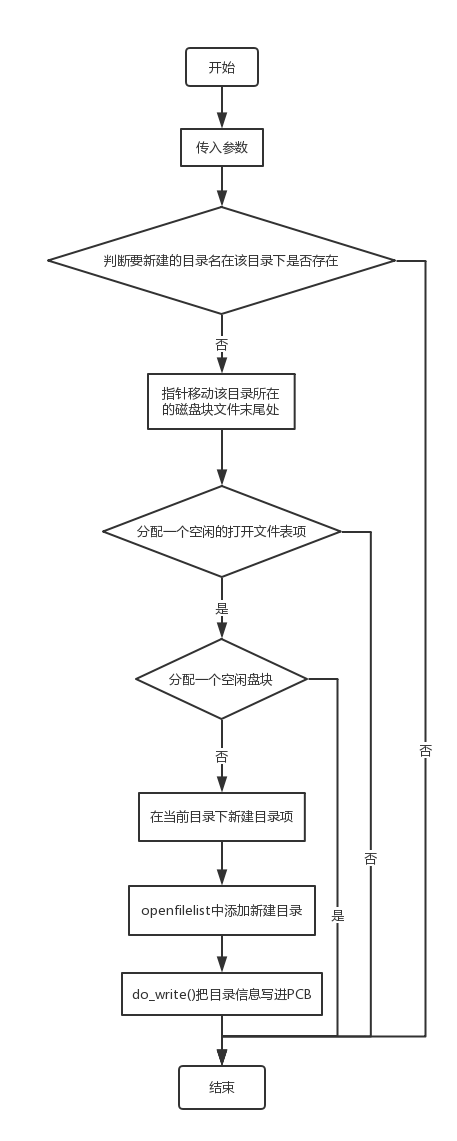 开始
传入参数
判断要新建的目录名在该目录下是否存在
否
指针移动该目录所在
的磁盘块文件末尾处
分配一个空闲的打开文件表项
是
分配一个空闲盘块
否
否
在当前目录下新建目录项
否
openfilelist中添加新建目录
是
do_write()把目录信息写进PCB
结束